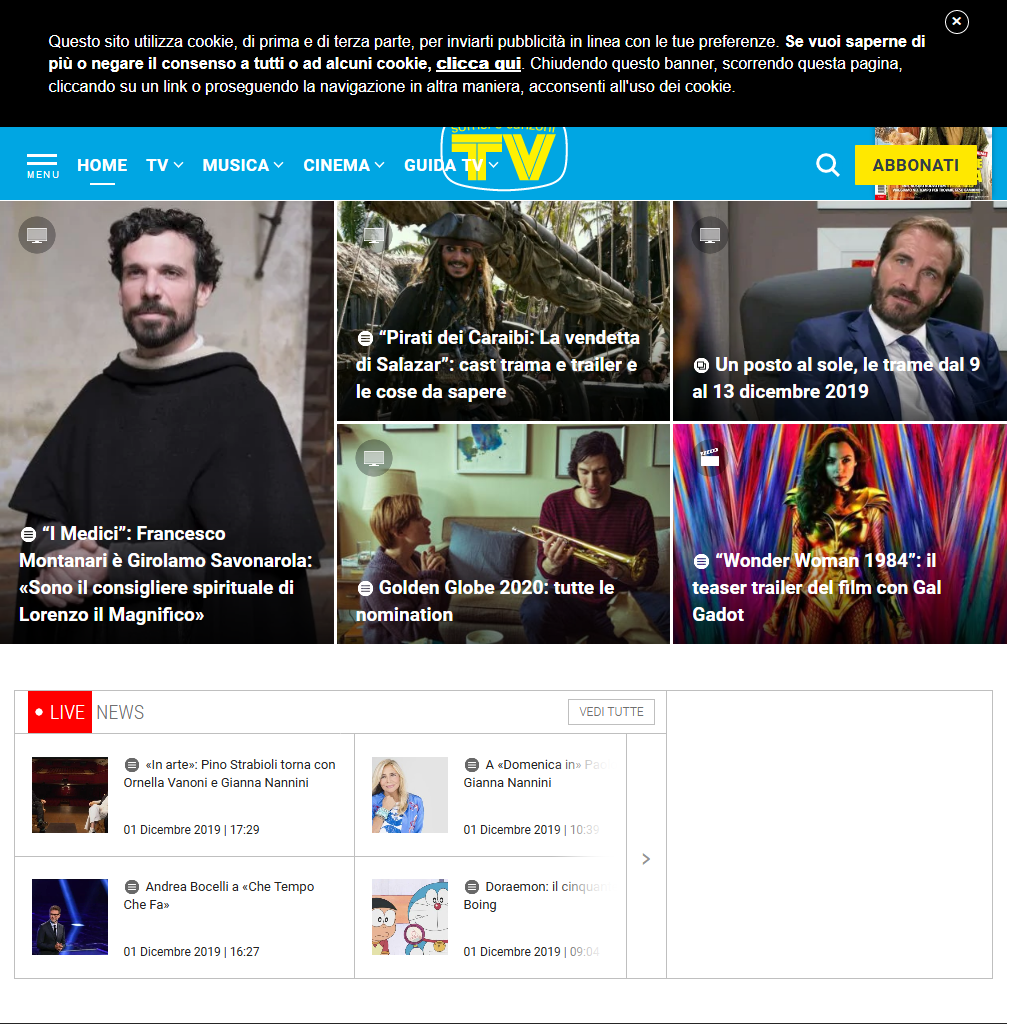 Questo sito utilizza cookie, di prima e di terza parte, per inviarti pubblicità in linea con le tue preferenze. Se vuoi saperne di
più o negare il consenso a tutti o ad alcuni cookie, clicca qui. Chiudendo questo banner, scorrendo questa pagina,
cliccando su un link o proseguendo la navigazione in altra maniera, acconsenti all'uso dei cookie.
MENU
HOME TV MUSICA CINEMA GUIDA TV
TV
ABBONATI
“I Medici”: Francesco
Montanari è Girolamo Savonarola:
«Sono il consigliere spirituale di
Lorenzo il Magnifico»
“Pirati dei Caraibi: La vendetta
di Salazar”: cast trama e trailer e
le cose da sapere
Un posto al sole, le trame dal 9
al 13 dicembre 2019
Golden Globe 2020: tutte le
nomination
“Wonder Woman 1984”: il
teaser trailer del film con Gal
Gadot
LIVE NEWS
VEDI TUTTE
«In arte»: Pino Strabioli torna con
Ornella Vanoni e Gianna Nannini
01 Dicembre 2019 | 17:29
A «Domenica in»
Gianna Nannini
01 Dicembre 2019 | 10:39
Andrea Bocelli a «Che Tempo
Che Fa»
01 Dicembre 2019 | 16:27
Doraemon: il
Boing
01 Dicembre 2019 | 09:04